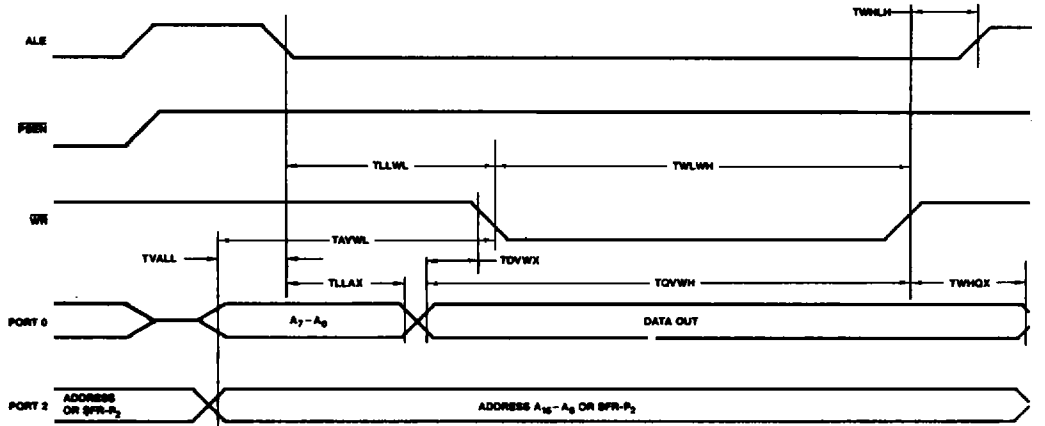 TWHLH
ALE
PSEN
TLLWL
TWLWH
WR
TAVWL
TVALL
TDVWX
TLLAX
TQVWH
TWHQX
PORT 0
A7-A0
DATA OUT
PORT 2
ADDRESS
OR SFR-P2
ADDRESS A15-A8 OR SFR-P2